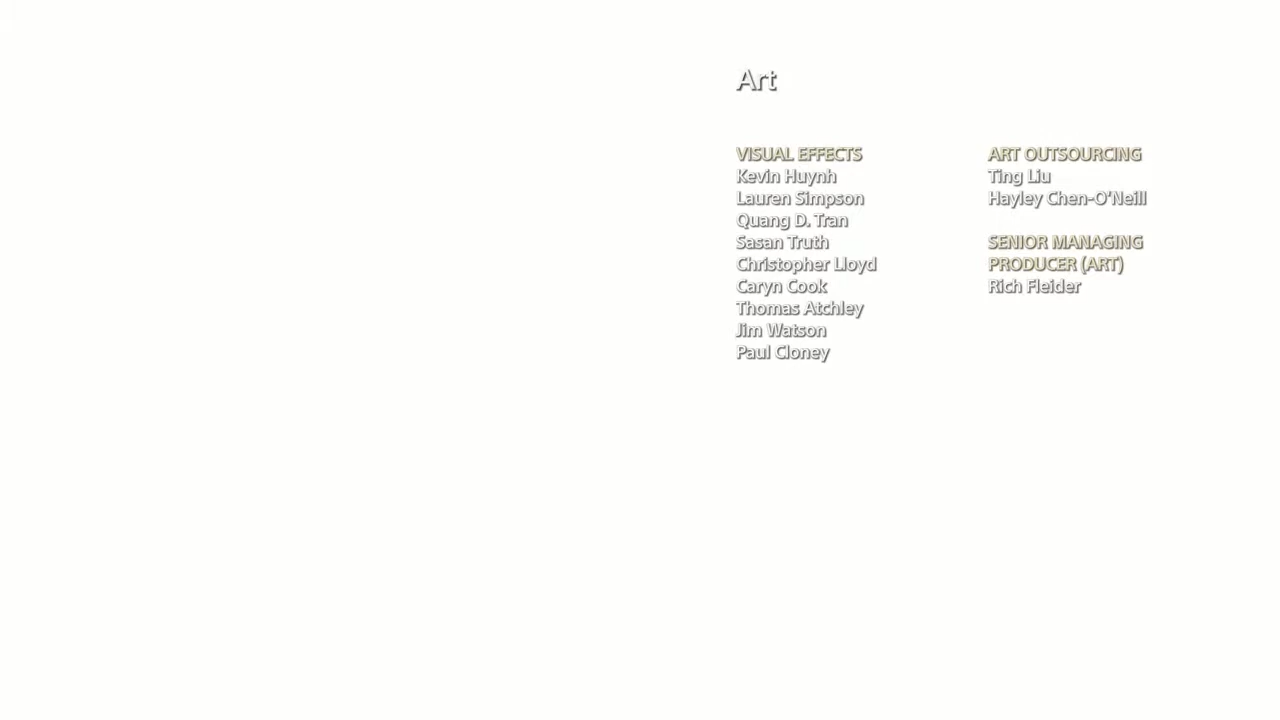 Art
VISUAL EFFECTS
Kevin Huynh
Lauren Simpson
Quang D. Tran
Sasan Truth
Christopher Lloyd
Caryn Cook
Thomas Atchley
Jim Watson
Paul Cloney
ART OUTSOURCING
Ting Liu
Hayley Chen-O'Neill
SENIOR MANAGING
PRODUCER (ART)
Rich Fleider